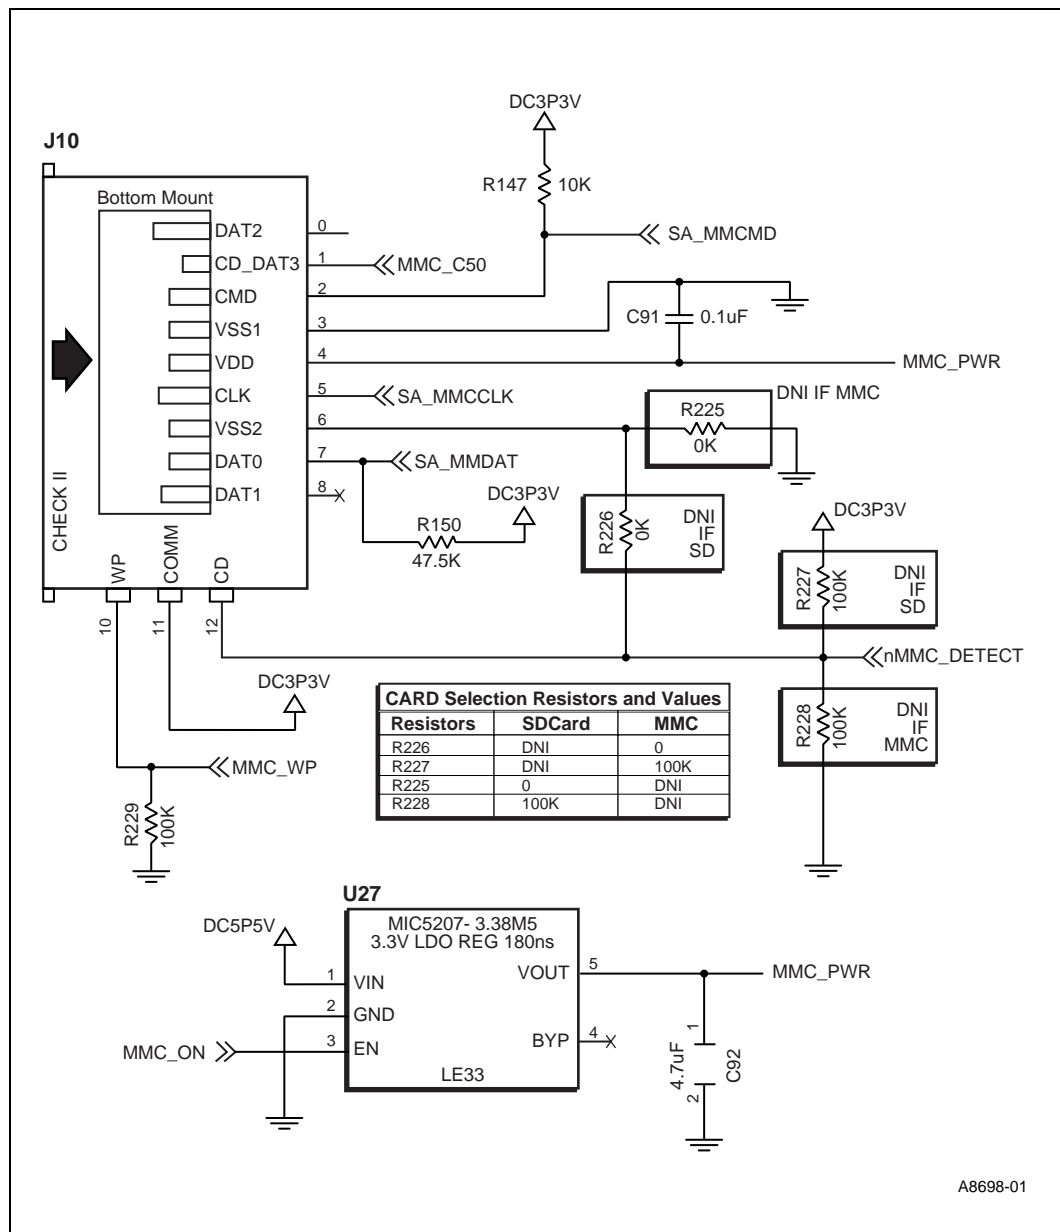 DC3P3V
J10
R147 10K
Bottom Mount
DAT2 0
SA_MMCMD
CD_DAT3 1 MMC_C50
CMD 2
VSS1 3
C91 0.1uF
VDD 4
MMC_PWR
CLK 5 SA_MMCCLK
DNI IF MMC
R225
0K
VSS2 6
DAT0 7 SA_MMDAT
DAT1 8
DC3P3V
R150
47.5K
R226
0K
DNI
IF
SD
DC3P3V
R227
100K
DNI
IF
SD
CHECK II
WP
COMM
CD
10
11
12
nMMC_DETECT
DC3P3V
R228
100K
DNI
IF
MMC
CARD Selection Resistors and Values
Resistors SDCard MMC
R226 DNI 0
R227 DNI 100K
R225 0 DNI
R228 100K DNI
MMC_WP
R229
100K
U27
DC5P5V
MIC5207- 3.38M5
3.3V LDO REG 180ns
1 VIN
VOUT 5
MMC_PWR
2 GND
MMC_ON 3 EN
BYP 4
LE33
1
4.7uF
C92
2
A8698-01